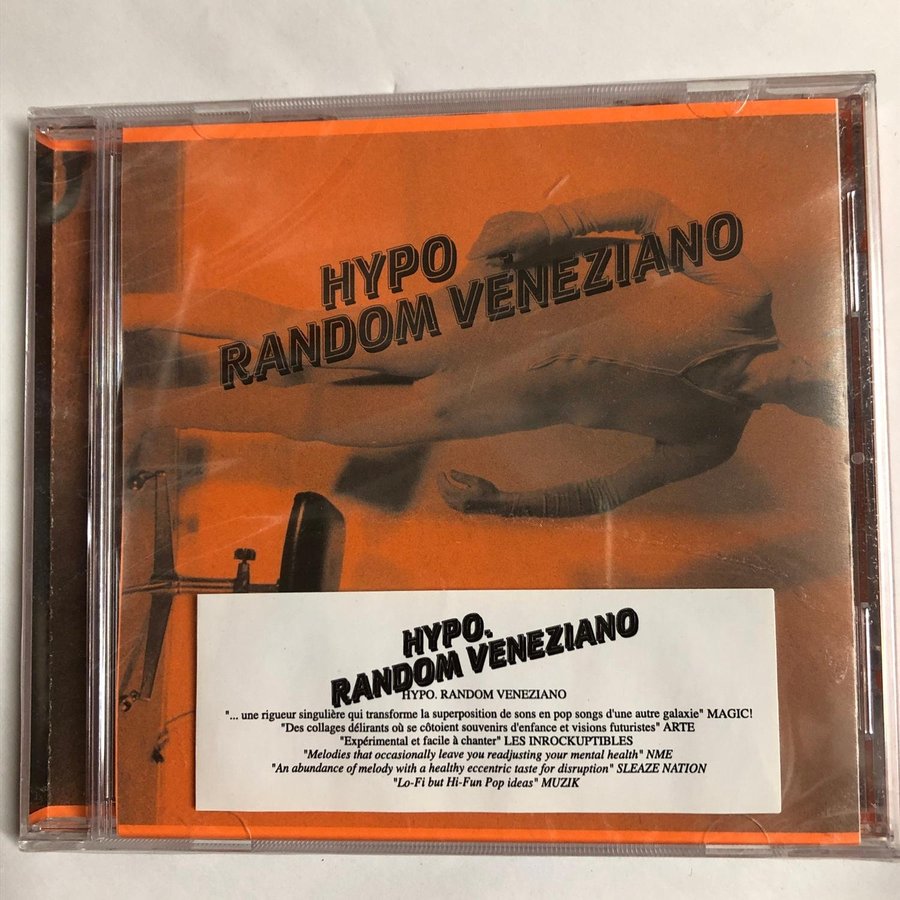 HYPO
RANDOM VÉNEZIANO
HYPO.
RANDOM VENEZIANO
HYPO. RANDOM VENEZIANO
"... une rigueur singulière qui transforme la superposition de sons en pop songs d'une autre galaxie" MAGIC!
"Des collages délirants où se côtoient souvenirs d'enfance et visions futuristes" ARTE
"Expérimental et facile à chanter" LES INROCKUPTIBLES
"Melodies that occasionally leave you readjusting your mental health" NME
"An abundance of melody with a healthy eccentric taste for disruption" SLEAZE NATION
"Lo-Fi but Hi-Fun Pop ideas" MUZIK